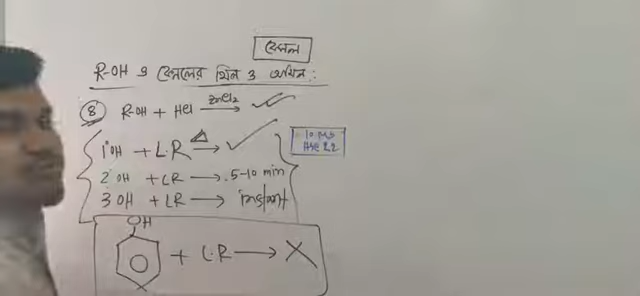 ফেনল
R-OH ও ফেনলের মিল ও অমিল:
8 R-OH + HCl ZnCl2 →
1°OH + L.R △ →
10 Ms
HSC 22
2°OH + LR → 5-10 min
3°OH + LR → instant
OH
+ L.R → X